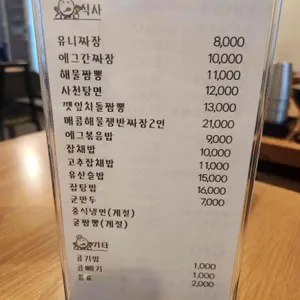 식사
유니짜장 8,000
에그간짜장 10,000
해물짬뽕 11,000
사천탕면 12,000
깻잎차돌짬뽕 13,000
매콤해물쟁반짜장2인 21,000
에그볶음밥 9,000
잡채밥 10,000
고추잡채밥 11,000
유산슬밥 15,000
잡탕밥 16,000
군만두 7,000
중식냉면(계절)
굴짬뽕(계절)
기타
공기밥 1,000
곱빼기 1,000
음료 2,000